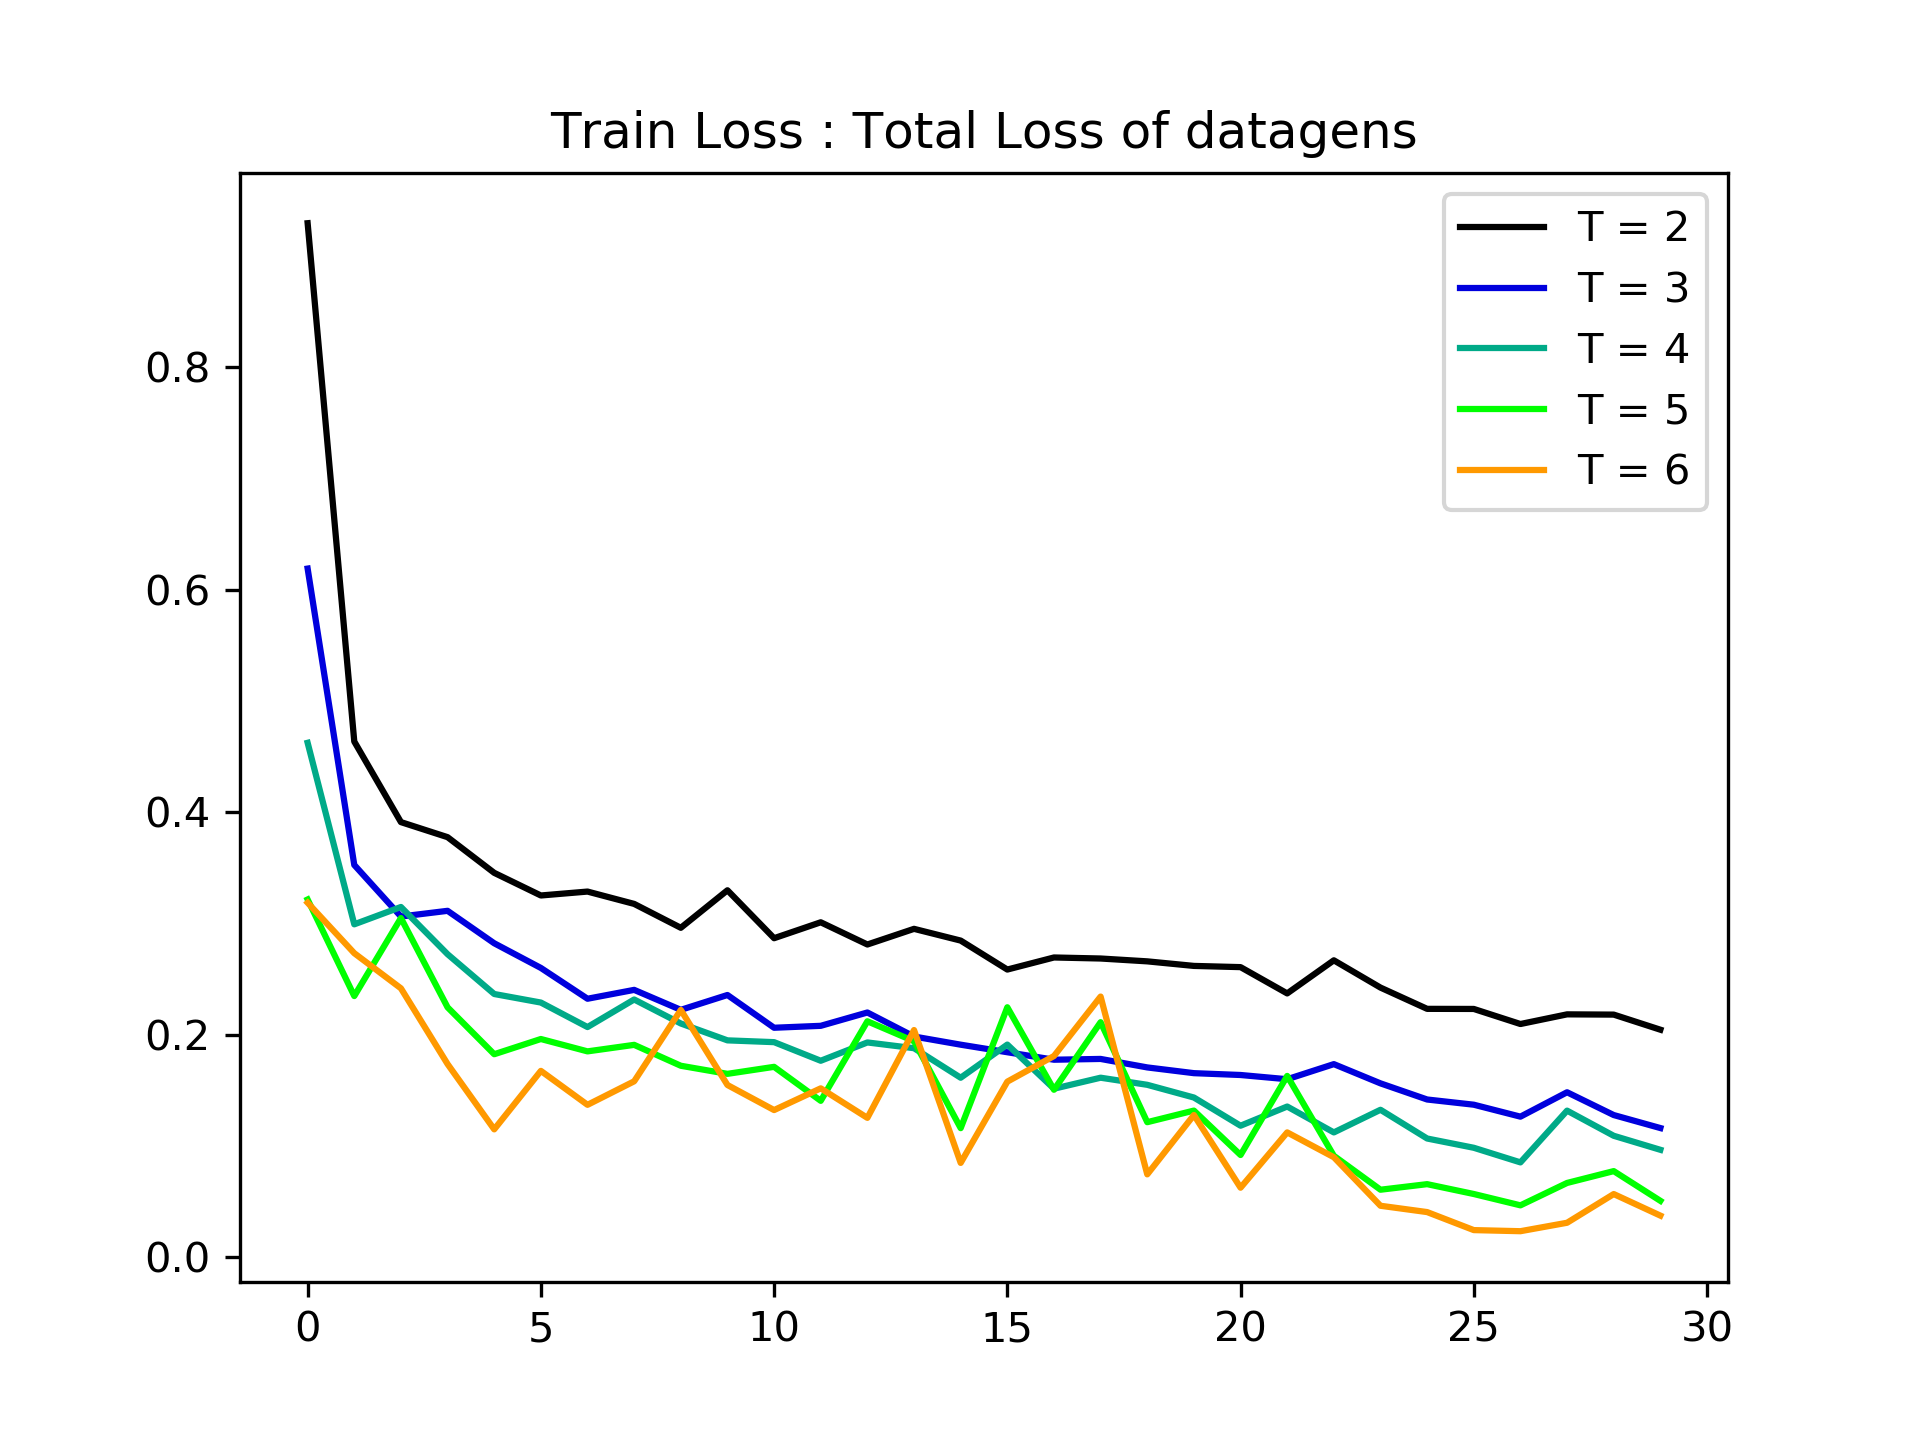 Train Loss : Total Loss of datagens
T = 2
T = 3
T = 4
T = 5
T = 6
0.8
0.6
0.4
0.2
0.0
0 5 10 15 20 25 30